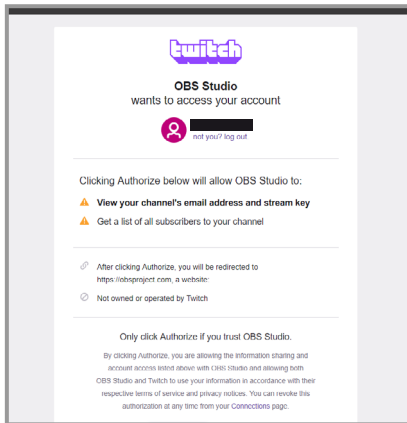 twitch
OBS Studio
wants to access your account
not you? log out
Clicking Authorize below will allow OBS Studio to:
View your channel's email address and stream key
Get a list of all subscribers to your channel
After clicking Authorize, you will be redirected to
https://obsproject.com, a website:
Not owned or operated by Twitch
Only click Authorize if you trust OBS Studio.
By clicking Authorize, you are allowing the information sharing and
account access listed above with OBS Studio and allowing both
OBS Studio and Twitch to use your information in accordance with their
respective terms of service and privacy notices. You can revoke this
authorization at any time from your Connections page.